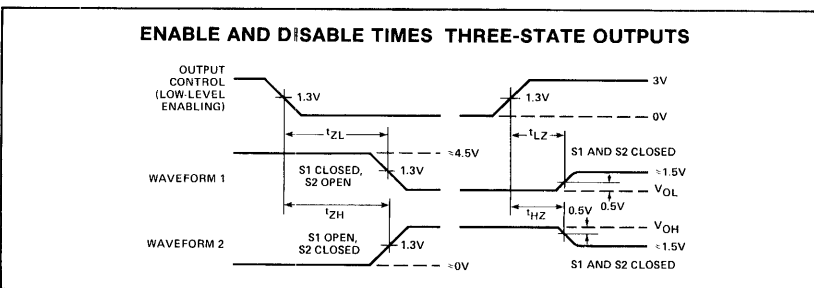 ENABLE AND DISABLE TIMES THREE-STATE OUTPUTS
OUTPUT
CONTROL
(LOW-LEVEL
ENABLING)
1.3V
1.3V
3V
0V
tZL
tLZ
≈4.5V
S1 AND S2 CLOSED
WAVEFORM 1
S1 CLOSED,
S2 OPEN
1.3V
≈1.5V
VOL
0.5V
tZH
tHZ
0.5V
VOH
WAVEFORM 2
S1 OPEN,
S2 CLOSED
1.3V
≈1.5V
≈0V
S1 AND S2 CLOSED